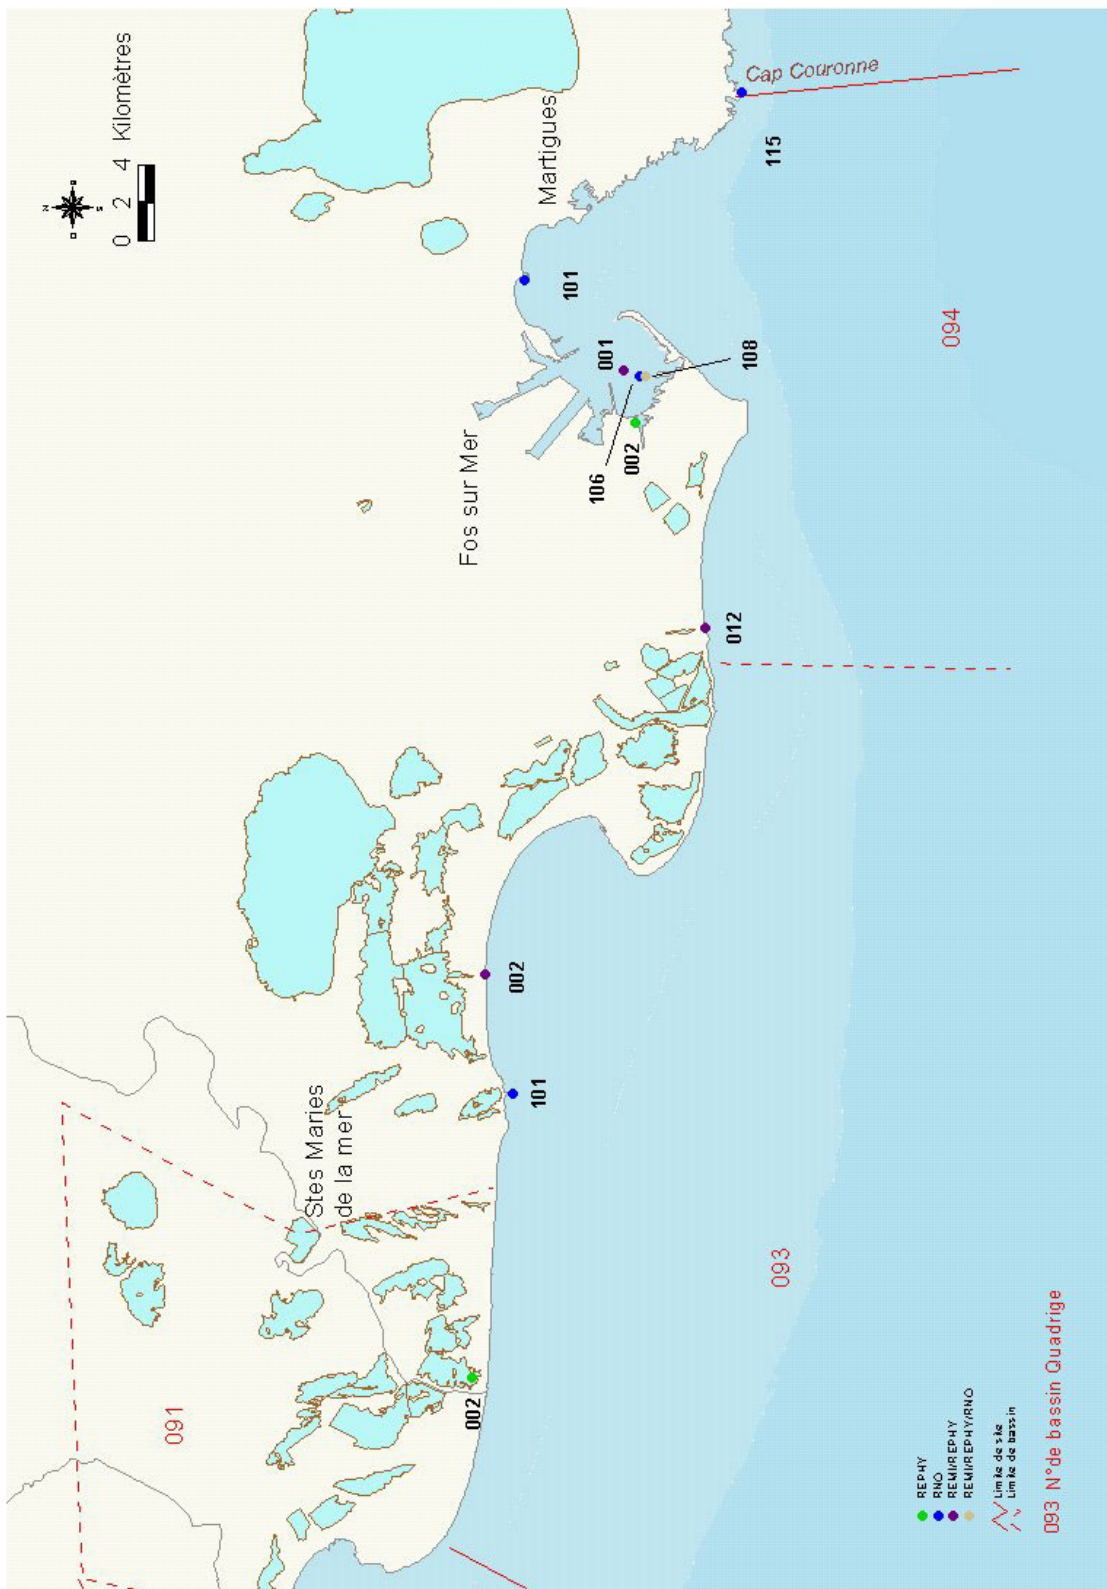 N
S
0 2 4 Kilomètres
Martigues
Cap Couronne
115
101
001
108
106
002
094
Fos sur Mer
012
002
101
Stes Maries
de la mer
093
091
002
REPHY
RNO
REMI/REPHY
REMI/REPHY/RNO
Limite de site
Limite de bassin
093 N°de bassin Quadrige